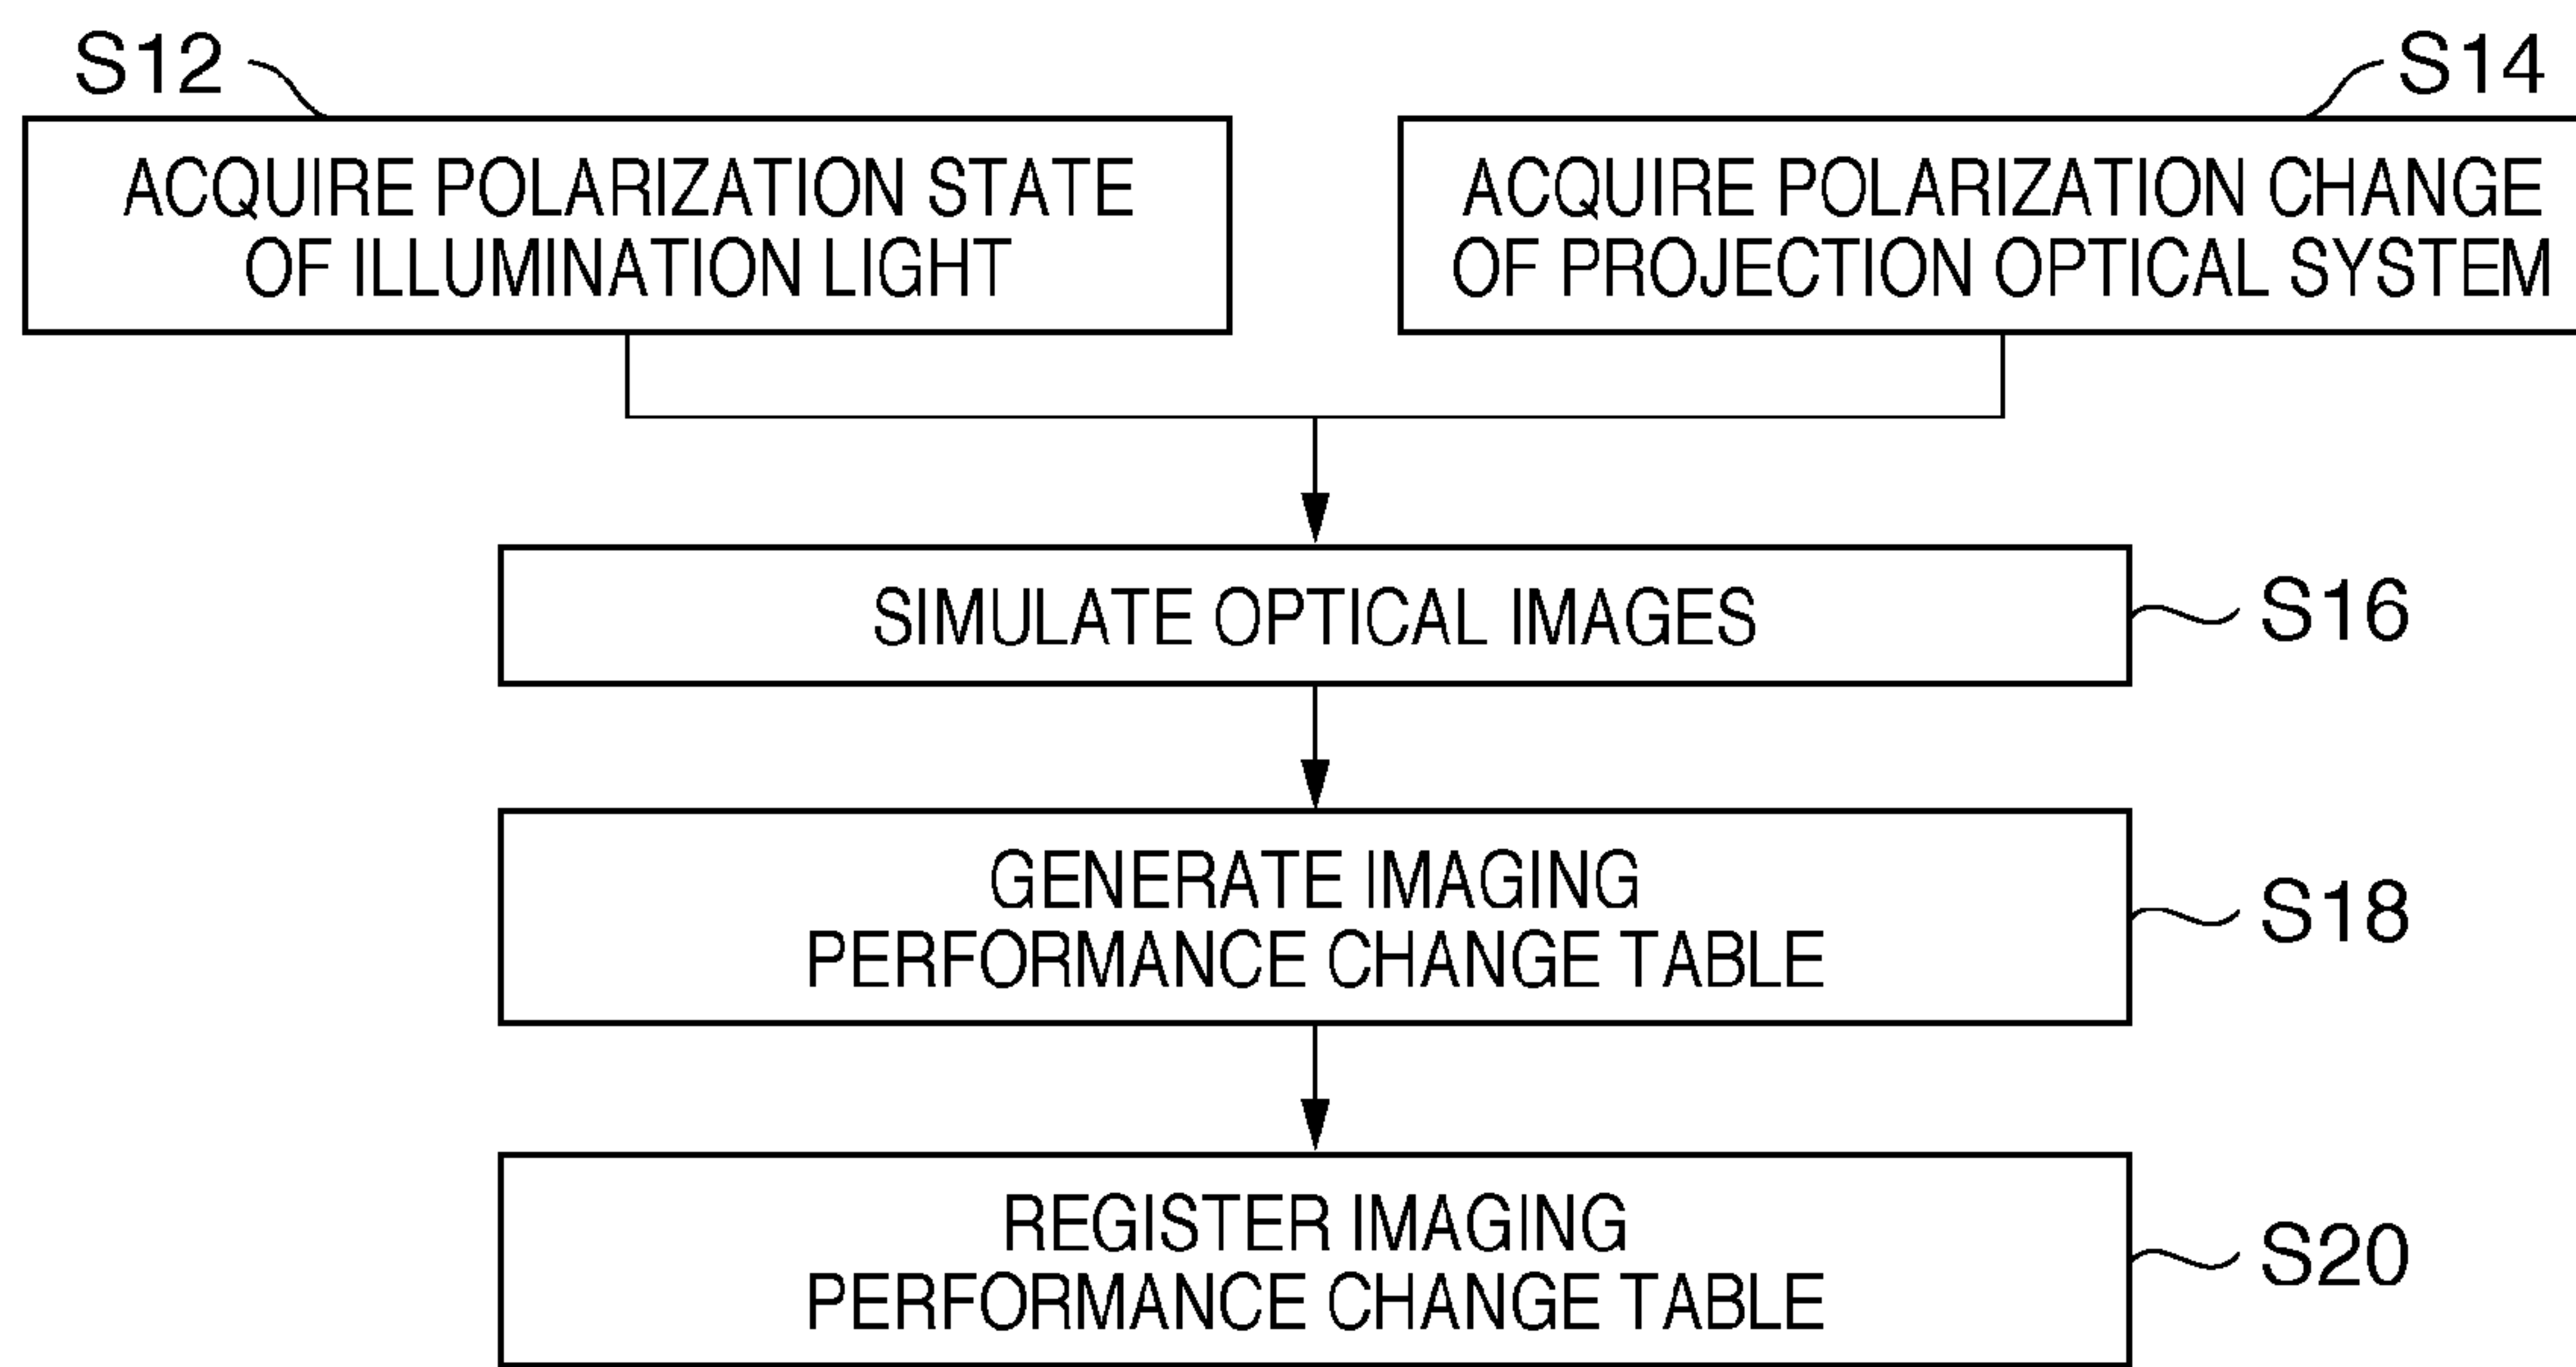 S12
S14
ACQUIRE POLARIZATION STATE
OF ILLUMINATION LIGHT
ACQUIRE POLARIZATION CHANGE
OF PROJECTION OPTICAL SYSTEM
SIMULATE OPTICAL IMAGES
S16
GENERATE IMAGING
PERFORMANCE CHANGE TABLE
S18
REGISTER IMAGING
PERFORMANCE CHANGE TABLE
S20